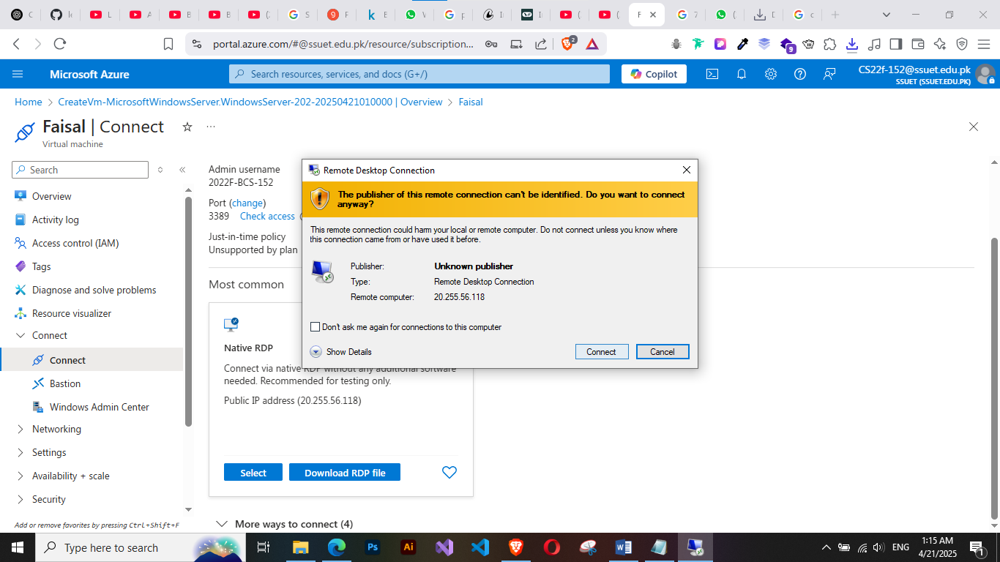 C
le
L
A
B
B
(2
S
F
E
V
p
Ic
Ic
(
(
F
7
(
D
c
portal.azure.com/#@ssuet.edu.pk/resource/subscription...
2
9
Microsoft Azure
Search resources, services, and docs (G+/)
Copilot
CS22f-152@ssuet.edu.pk
SSUET (SSUET.EDU.PK)
Home > CreateVm-MicrosoftWindowsServer.WindowsServer-202-20250421010000 | Overview > Faisal
Faisal | Connect
Virtual machine
Search
Overview
Activity log
Access control (IAM)
Tags
Diagnose and solve problems
Resource visualizer
Connect
Connect
Bastion
Windows Admin Center
Networking
Settings
Availability + scale
Security
Add or remove favorites by pressing Ctrl+Shift+F
Admin username
2022F-BCS-152
Port (change)
3389 Check access
Just-in-time policy
Unsupported by plan
Most common
Native RDP
Connect via native RDP without any additional software
needed. Recommended for testing only.
Public IP address (20.255.56.118)
Select
Download RDP file
More ways to connect (4)
Remote Desktop Connection
The publisher of this remote connection can't be identified. Do you want to connect
anyway?
This remote connection could harm your local or remote computer. Do not connect unless you know where
this connection came from or have used it before.
Publisher: Unknown publisher
Type: Remote Desktop Connection
Remote computer: 20.255.56.118
Don't ask me again for connections to this computer
Show Details
Connect
Cancel
Type here to search
Ps
Ai
ENG
1:15 AM
4/21/2025
1